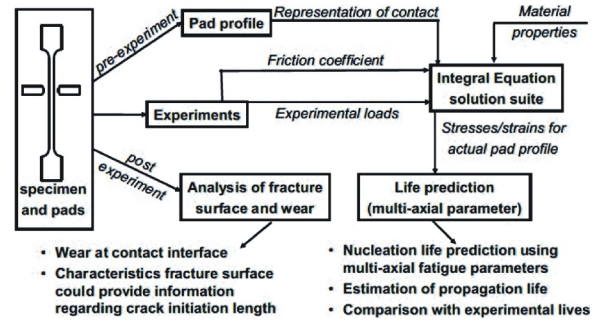 pre-experiment
Pad profile
Representation of contact
Material
properties
Friction coefficient
Integral Equation
solution suite
Experiments
Experimental loads
Stresses/strains for
actual pad profile
post
experiment
specimen
and pads
Analysis of fracture
surface and wear
Life prediction
(multi-axial parameter)
• Wear at contact interface
• Characteristics fracture surface
could provide information
regarding crack initiation length
• Nucleation life prediction using
multi-axial fatigue parameters
• Estimation of propagation life
• Comparison with experimental lives